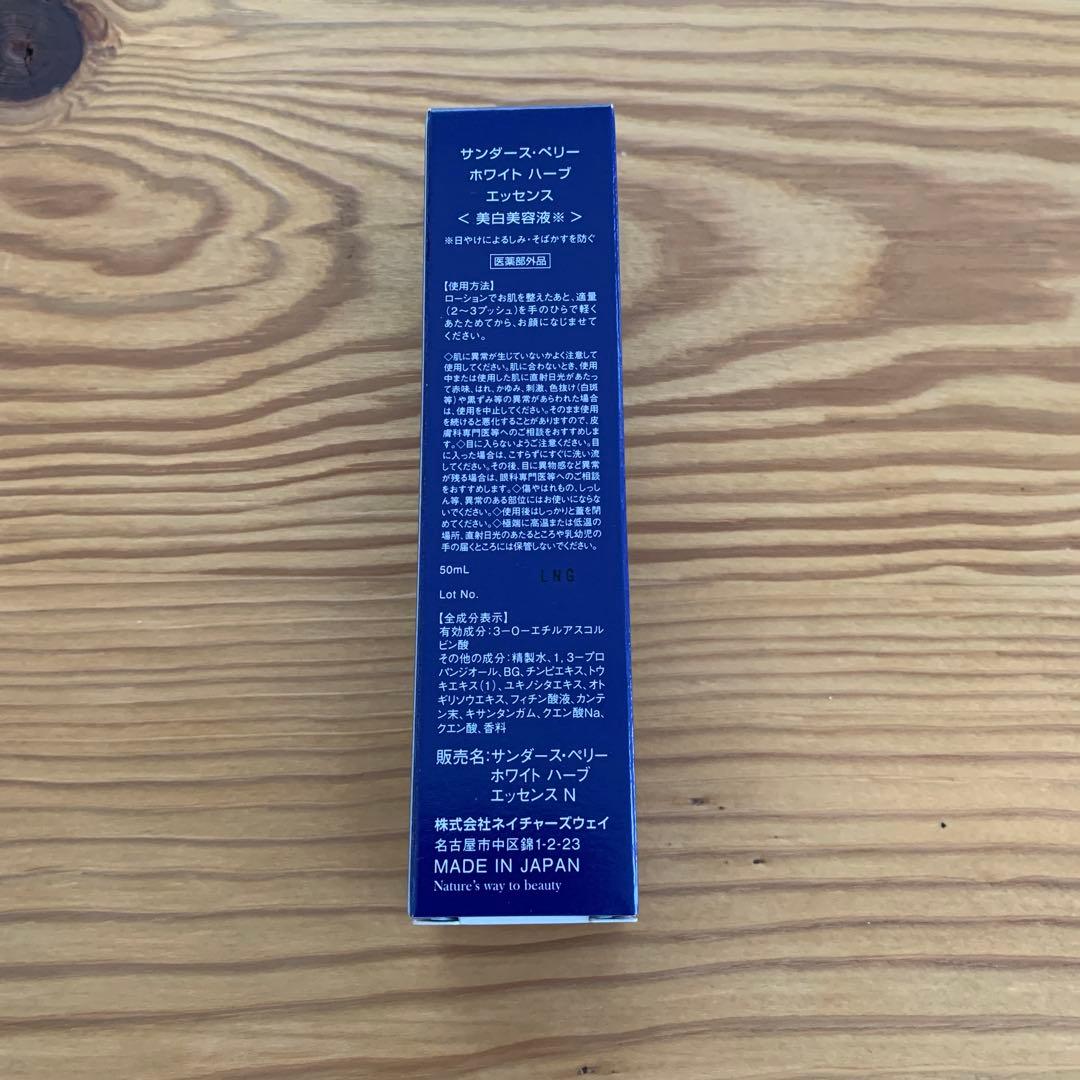 サンダース・ペリー
ホワイト ハーブ
エッセンス
＜ 美白美容液※ ＞
※日やけによるしみ・そばかすを防ぐ
医薬部外品
【使用方法】
ローションでお肌を整えたあと、適量
（2〜3プッシュ）を手のひらで軽く
あたためてから、お顔になじませて
ください。
◇肌に異常が生じていないかよく注意して
使用してください。肌に合わないとき、使用
中または使用した肌に直射日光があたっ
て赤味、はれ、かゆみ、刺激、色抜け（白斑
等）や黒ずみ等の異常があらわれた場合
は、使用を中止してください。そのまま使用
を続けると悪化することがありますので、皮
膚科専門医等へのご相談をおすすめしま
す。◇目に入らないようご注意ください。目
に入った場合は、こすらずにすぐに洗い流
してください。その後、目に異物感など異常
が残る場合は、眼科専門医等へのご相談
をおすすめします。◇傷やはれもの、しっし
ん等、異常のある部位にはお使いにならな
いでください。◇使用後はしっかりと蓋を閉
めてください。◇極端に高温または低温の
場所、直射日光のあたるところや乳幼児の
手の届くところには保管しないでください。
50mL
LNG
Lot No.
【全成分表示】
有効成分：3－O－エチルアスコル
ビン酸
その他の成分：精製水、1，3－プロ
パンジオール、BG、チンピエキス、トウ
キエキス（1）、ユキノシタエキス、オト
ギリソウエキス、フィチン酸液、カンテ
ン末、キサンタンガム、クエン酸Na、
クエン酸、香料
販売名：サンダース・ペリー
ホワイト ハーブ
エッセンス N
株式会社ネイチャーズウェイ
名古屋市中区錦1-2-23
MADE IN JAPAN
Nature's way to beauty